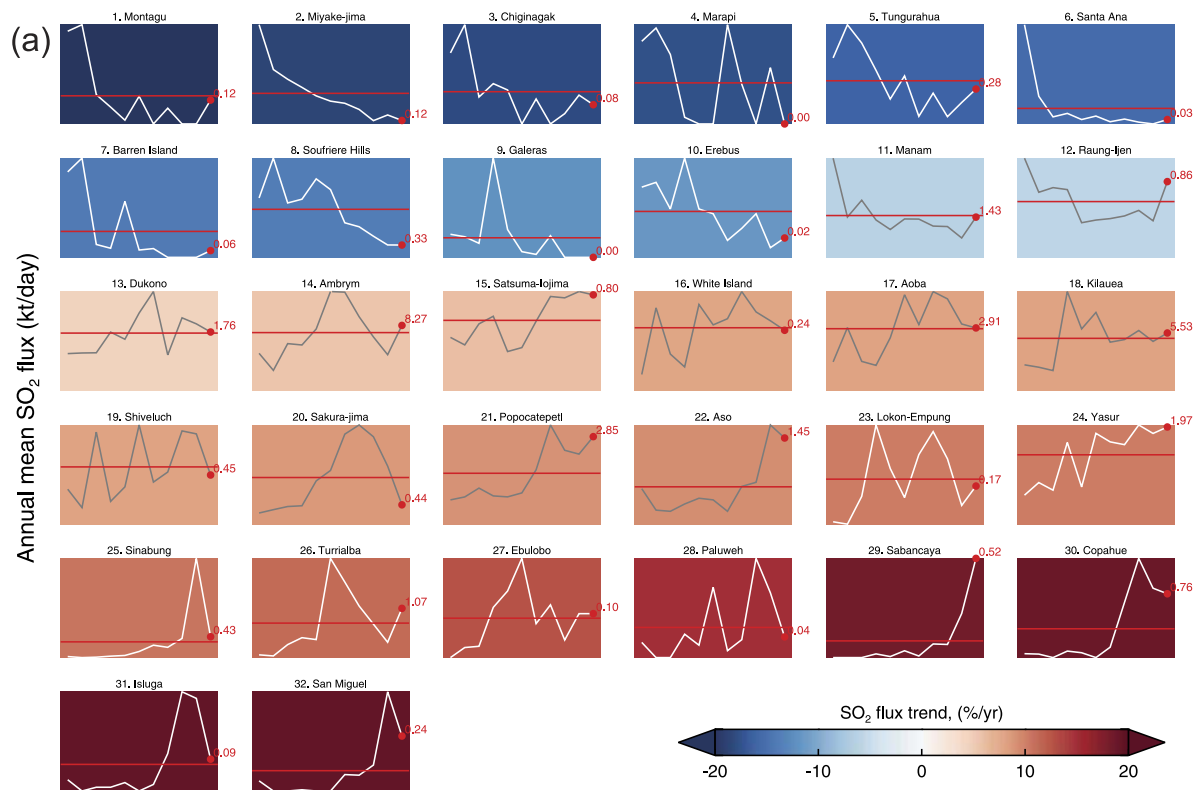 (a)
Annual mean SO2 flux (kt/day)
1. Montagu
0.12
2. Miyake-jima
0.12
3. Chiginagak
0.08
4. Marapi
0.00
5. Tungurahua
0.28
6. Santa Ana
0.03
7. Barren Island
0.06
8. Soufriere Hills
0.33
9. Galeras
0.00
10. Erebus
0.02
11. Manam
1.43
12. Raung-Ijen
0.86
13. Dukono
1.76
14. Ambrym
8.27
15. Satsuma-Iojima
0.80
16. White Island
0.24
17. Aoba
2.91
18. Kilauea
5.53
19. Shiveluch
0.45
20. Sakura-jima
0.44
21. Popocatepetl
2.85
22. Aso
1.45
23. Lokon-Empung
0.17
24. Yasur
1.97
25. Sinabung
0.43
26. Turrialba
1.07
27. Ebulobo
0.10
28. Paluweh
0.04
29. Sabancaya
0.52
30. Copahue
0.76
31. Isluga
0.09
32. San Miguel
0.24
SO2 flux trend, (%/yr)
-20 -10 0 10 20